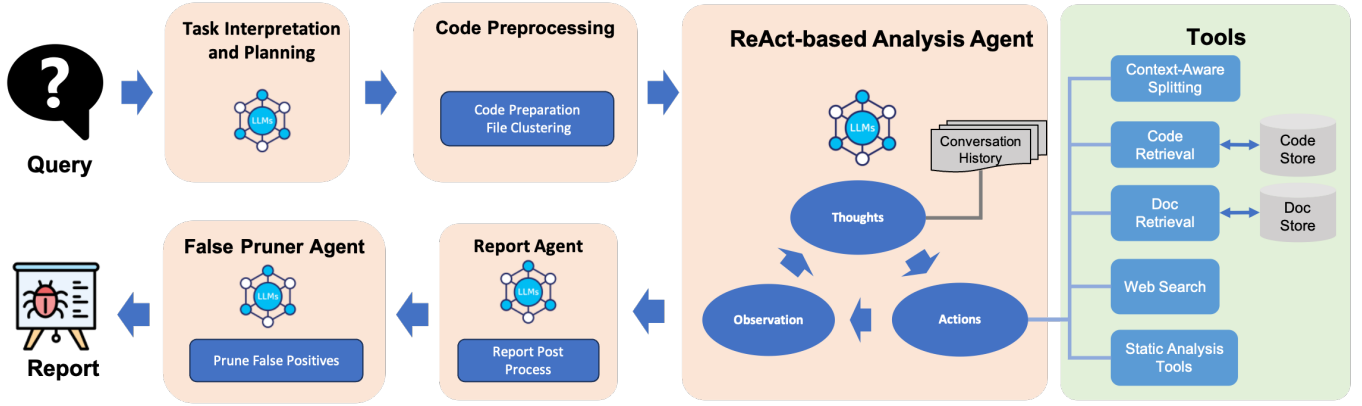 ?
Query
Task Interpretation
and Planning
LLMs
Code Preprocessing
Code Preparation
File Clustering
ReAct-based Analysis Agent
LLMs
Conversation
History
Thoughts
Actions
Observation
Tools
Context-Aware
Splitting
Code
Retrieval
Code
Store
Doc
Retrieval
Doc
Store
Web Search
Static Analysis
Tools
Report Agent
LLMs
Report Post
Process
False Pruner Agent
LLMs
Prune False Positives
Report